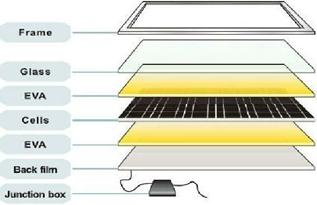 Frame
Glass
EVA
Cells
EVA
Back film
Junction box